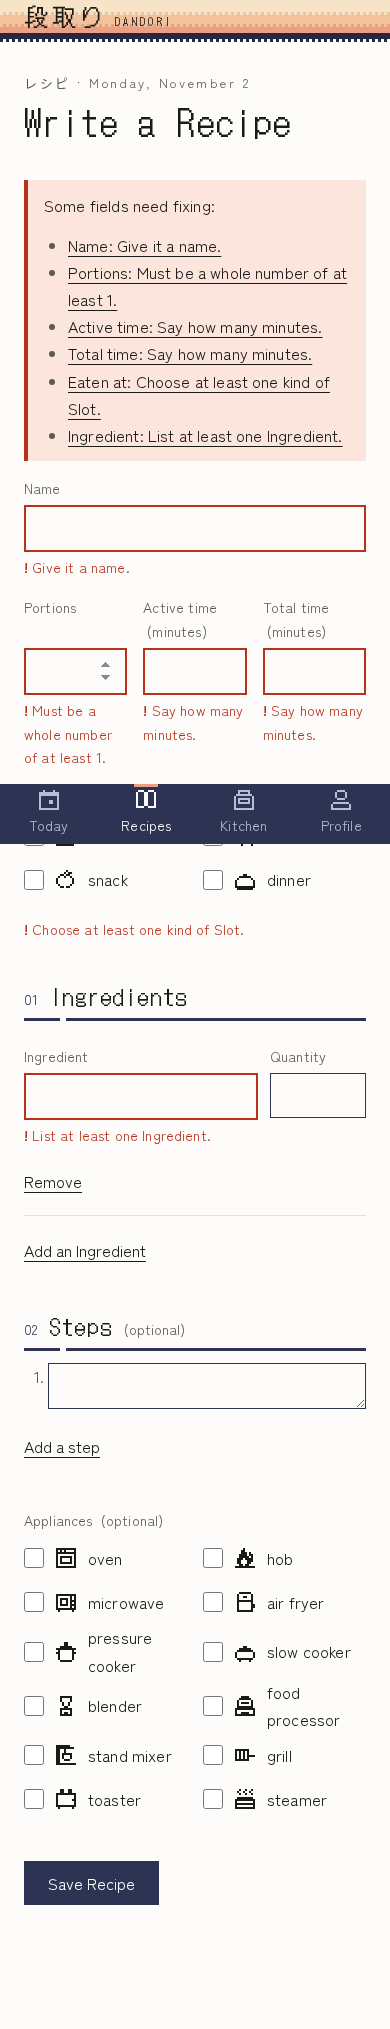 段取り DANDORI
レシピ · Monday, November 2
Write a Recipe
Some fields need fixing:
Name: Give it a name.
Portions: Must be a whole number of at
least 1.
Active time: Say how many minutes.
Total time: Say how many minutes.
Eaten at: Choose at least one kind of
Slot.
Ingredient: List at least one Ingredient.
Name
! Give it a name.
Portions Active time Total time
(minutes) (minutes)
! Must be a ! Say how many ! Say how many
whole number minutes. minutes.
of at least 1.
Today Recipes Kitchen Profile
snack dinner
! Choose at least one kind of Slot.
01 Ingredients
Ingredient Quantity
! List at least one Ingredient.
Remove
Add an Ingredient
02 Steps (optional)
1.
Add a step
Appliances (optional)
oven hob
microwave air fryer
pressure
cooker slow cooker
blender food
processor
stand mixer grill
toaster steamer
Save Recipe